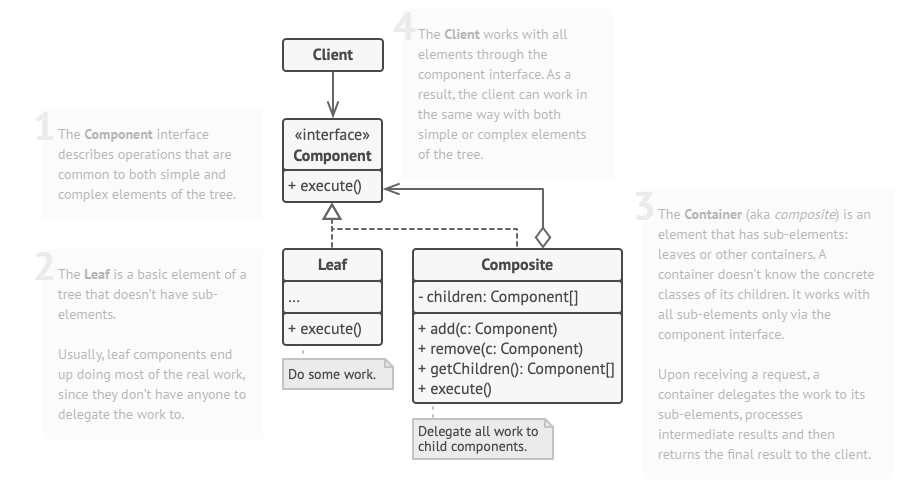 Client
4
The Client works with all
elements through the
component interface. As a
result, the client can work in
the same way with both
simple or complex elements
of the tree.
1
The Component interface
describes operations that are
common to both simple and
complex elements of the tree.
«interface»
Component
+ execute()
2
The Leaf is a basic element of a
tree that doesn't have sub-
elements.
Usually, leaf components end
up doing most of the real work,
since they don't have anyone to
delegate the work to.
Leaf
...
+ execute()
Do some work.
Composite
- children: Component[]
+ add(c: Component)
+ remove(c: Component)
+ getChildren(): Component[]
+ execute()
Delegate all work to
child components.
3
The Container (aka composite) is an
element that has sub-elements:
leaves or other containers. A
container doesn't know the concrete
classes of its children. It works with
all sub-elements only via the
component interface.
Upon receiving a request, a
container delegates the work to its
sub-elements, processes
intermediate results and then
returns the final result to the client.